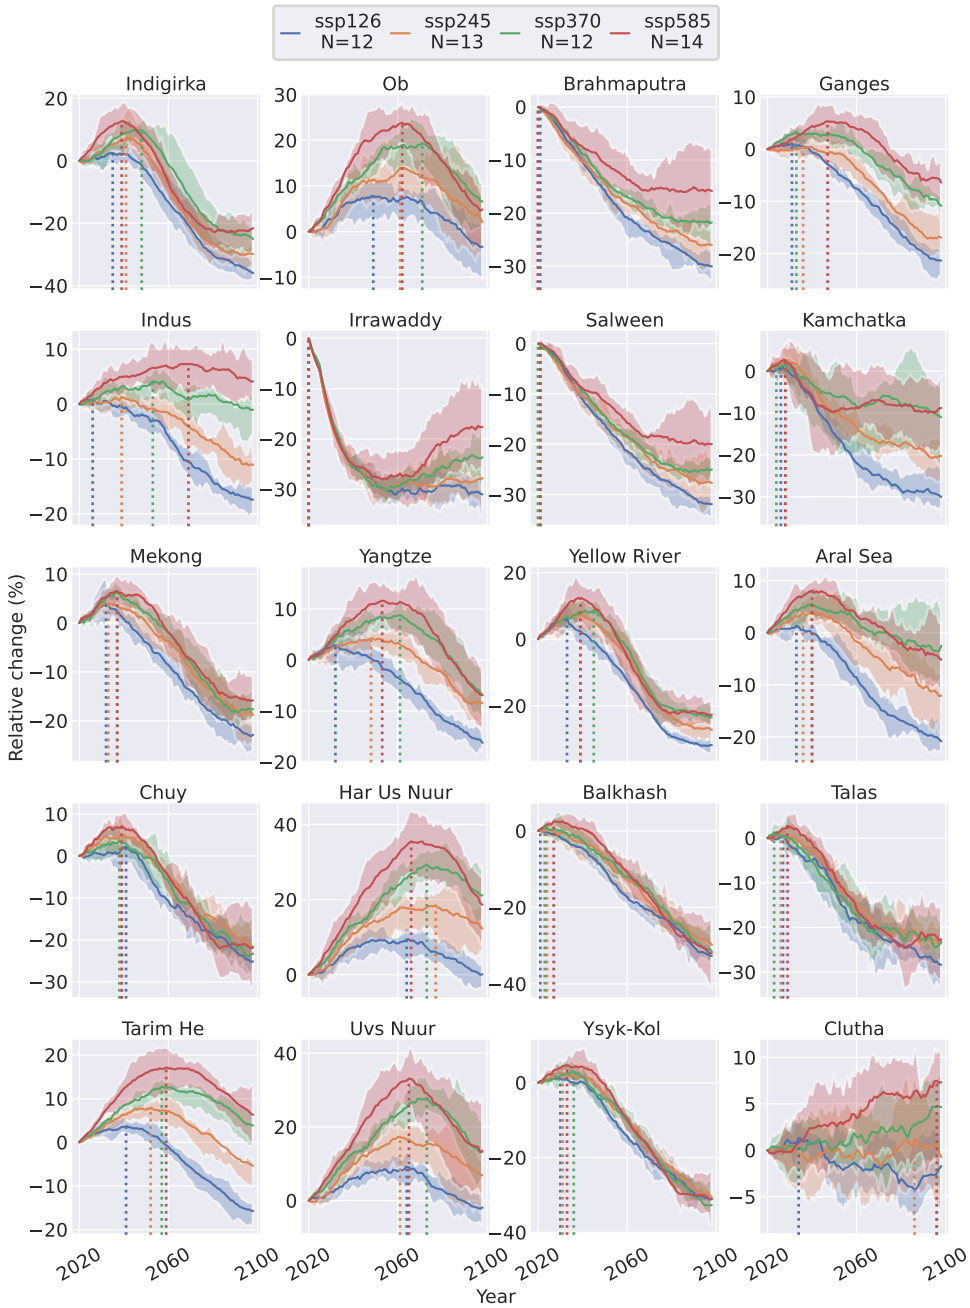 ssp126 ssp245 ssp370 ssp585
N=12 N=13 N=12 N=14
Indigirka Ob Brahmaputra Ganges
20 30 0 10
0 20 −10 0
−20 10 −20 −10
−40 0 −30 −20
−10
Indus Irrawaddy Salween Kamchatka
10 0 0 0
0 −10 −10 −10
−10 −20 −20 −20
−20 −30 −30 −30
Mekong Yangtze Yellow River Aral Sea
10 10 20 10
0 0 0 0
−10 −10 −20 −10
−20 −20 −20
Chuy Har Us Nuur Balkhash Talas
10 40 0 0
0 20 −20 −10
−10 0 −40 −20
−20 −30
−30
Tarim He Uvs Nuur Ysyk-Kol Clutha
20 40 0 10
10 20 −20 5
0 0 −40 0
−10 −5
−20
2020 2060 2100 2020 2060 2100 2020 2060 2100 2020 2060 2100
Relative change (%)
Year